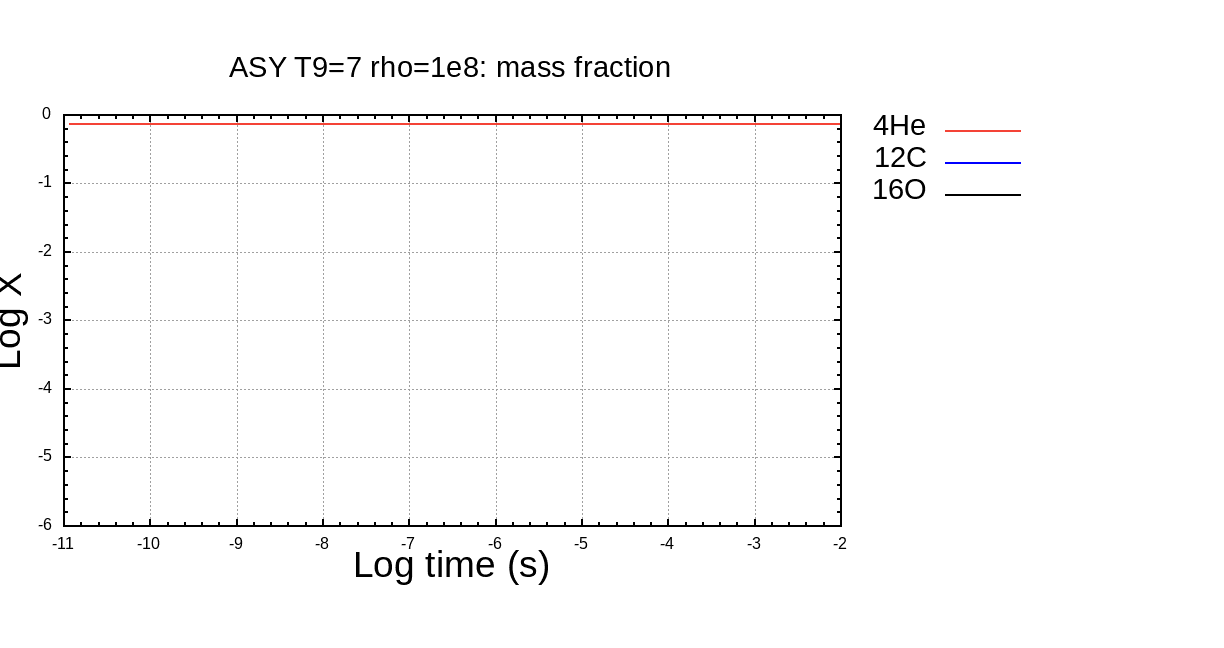 ASY T9=7 rho=1e8: mass fraction
0
-1
-2
-3
-4
-5
-6
Log X
-11 -10 -9 -8 -7 -6 -5 -4 -3 -2
Log time (s)
4He
12C
16O